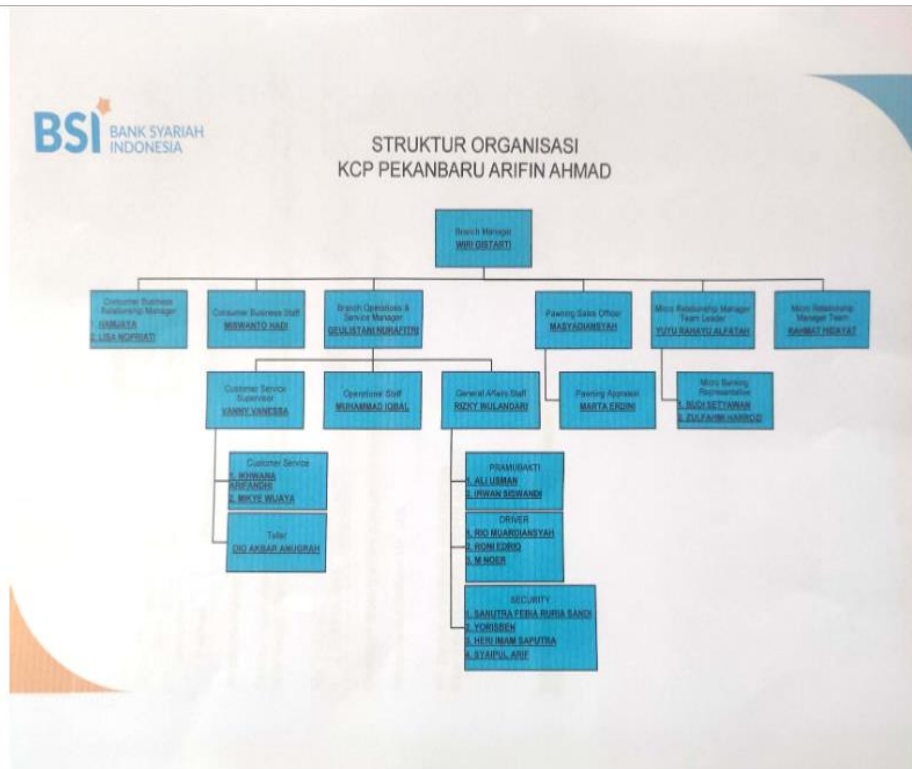 BSI BANK SYARIAH
INDONESIA
STRUKTUR ORGANISASI
KCP PEKANBARU ARIFIN AHMAD
Branch Manager
WIRI GISTARTI
Consumer Business
Relationship Manager
1. HAMJAYA
2. LISA NOPRIATI
Consumer Business Staff
MISWANTO HADI
Branch Operations &
Service Manager
GEULISTANI NURAFITRI
Pawning Sales Officer
MASYADIANSYAH
Micro Relationship Manager
Team Leader
YUYU RAHAYU ALFATAH
Micro Relationship
Manager Team
RAHMAT HIDAYAT
Customer Service
Supervisor
VANNY VANESSA
Operational Staff
MUHAMMAD IQBAL
General Affairs Staff
RIZKY WULANDARI
Pawning Appraisal
MARTA ERDINI
Micro Banking
Representative
1. BUDI SETYAWAN
2. ZULFAHMI
Customer Service
1. IKHWANA
ARIFANDHI
2. MIKYE WIJAYA
Teller
DIO AKBAR ANUGRAH
PRAMUBAKTI
1. ALI USMAN
2. IRWAN SISWANDI
DRIVER
1. RIO MUARDIANSYAH
2. RONI EDRIO
3. M NOER
SECURITY
1. SANUTRA FEBIA RURIA SANDI
2. YORISBEN
3. HERI IMAM SAPUTRA
4. SYAIPUL ARIF